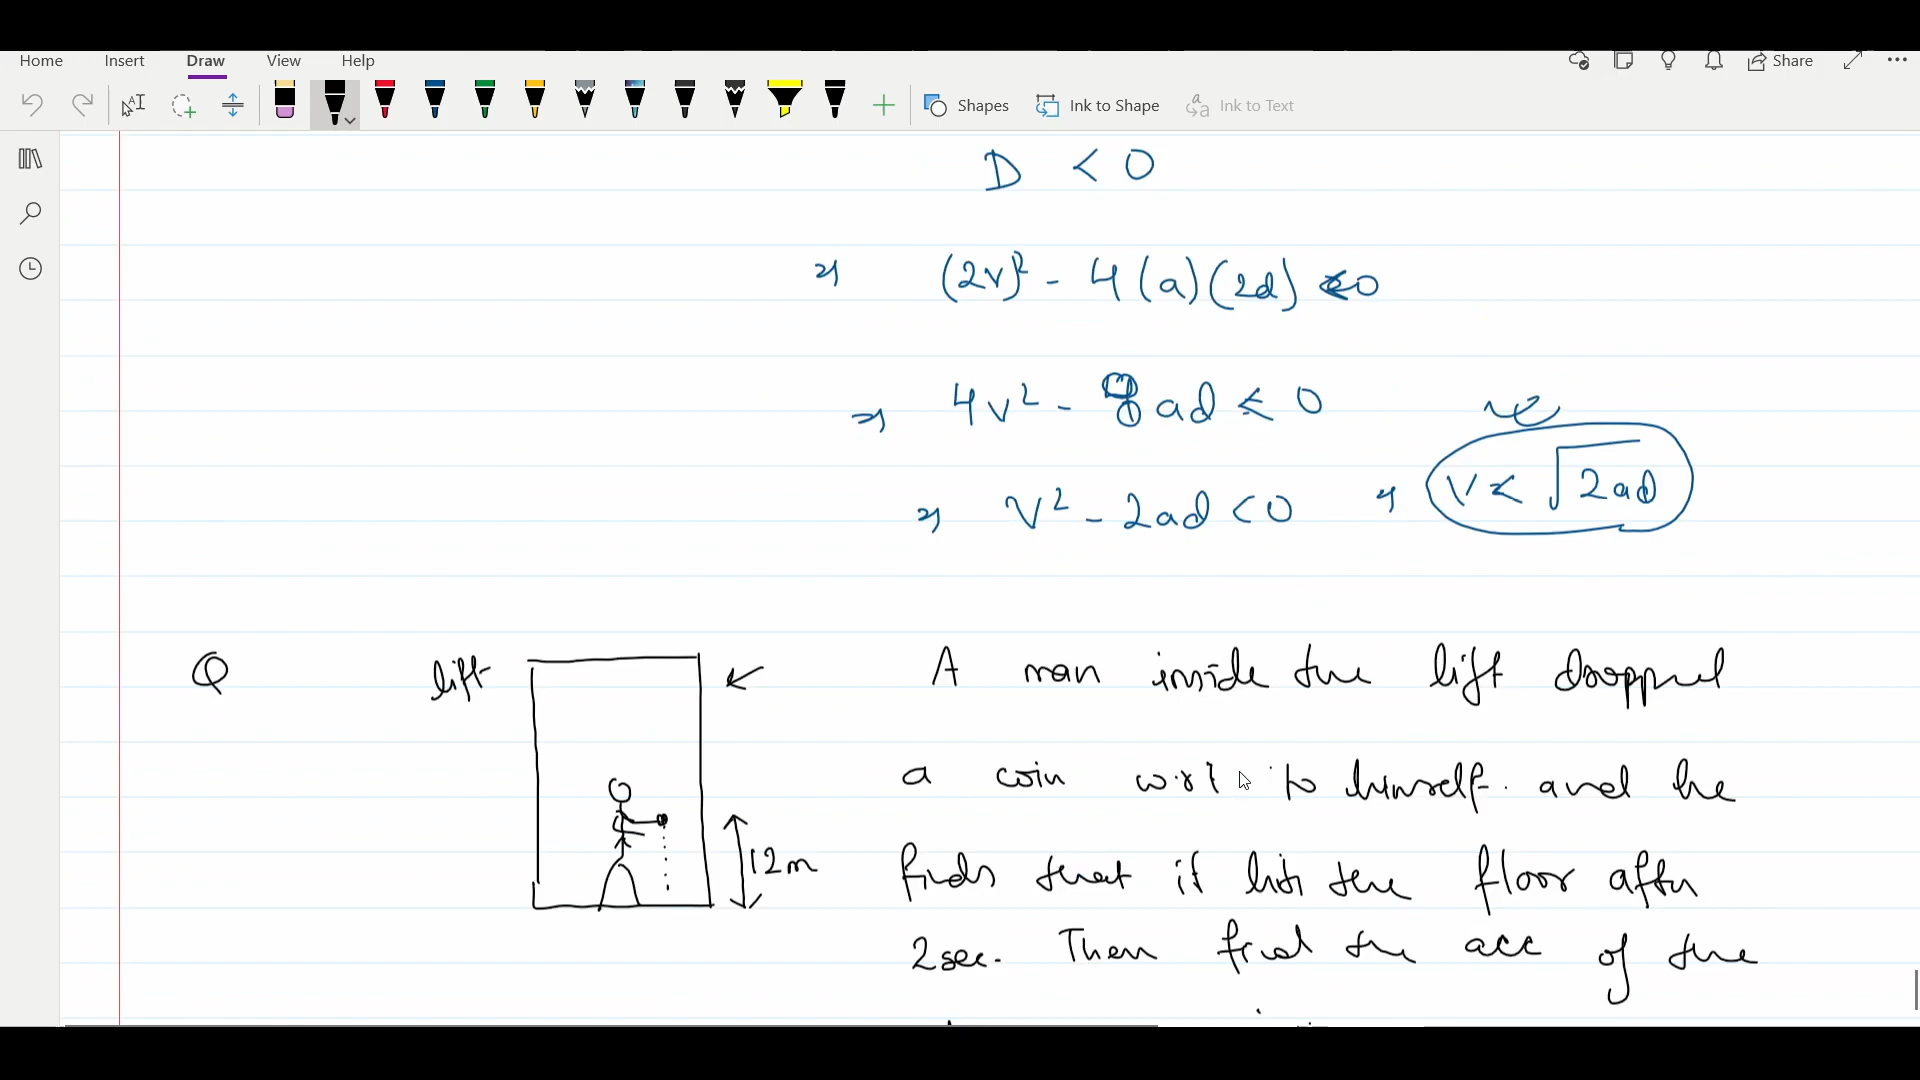 Home Insert Draw View Help Share
Shapes Ink to Shape Ink to Text
D < 0
⇒ (2v)² - 4(a)(2d) < 0
⇒ 4v² - 8ad < 0
⇒ v² - 2ad < 0 ⇒ v < √2ad
Q lift A man inside the lift dropped
a coin w.r.t to himself. and he
12m finds that it hits the floor after
2sec. Then find the acc of the